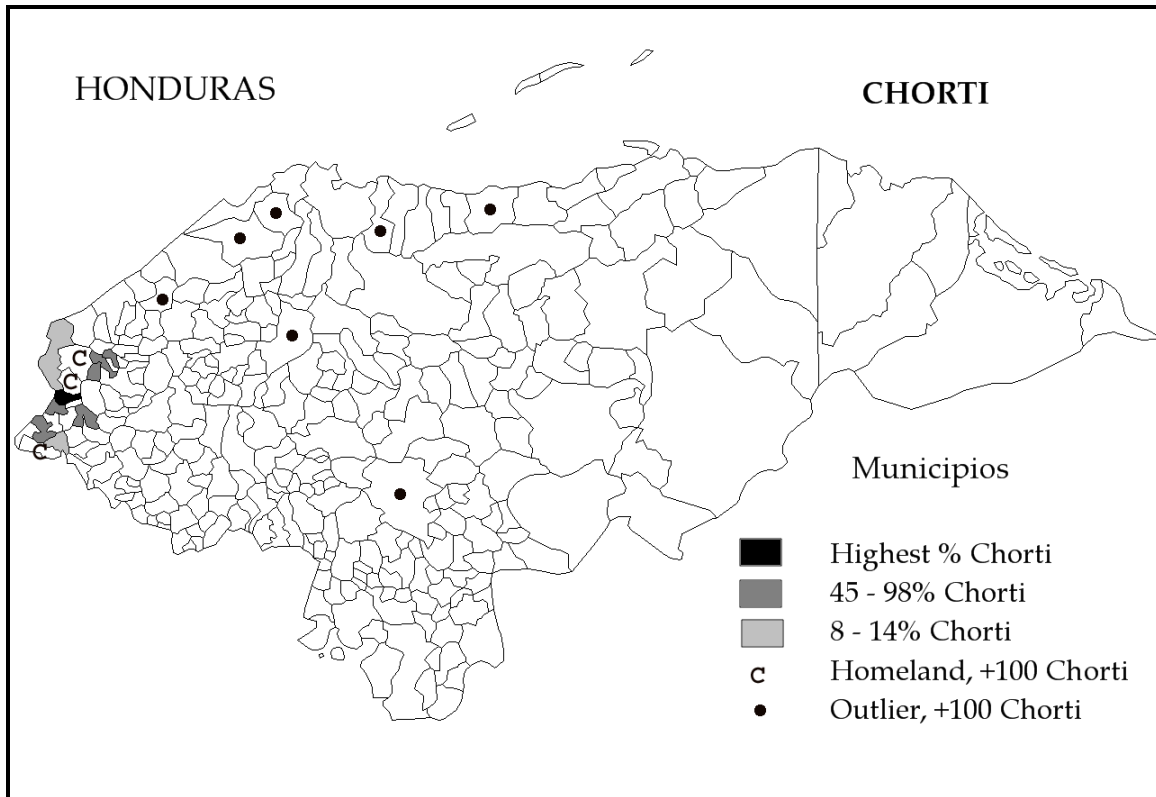 HONDURAS
CHORTI
C
C
C
Municipios
Highest % Chorti
45 - 98% Chorti
8 - 14% Chorti
C Homeland, +100 Chorti
Outlier, +100 Chorti